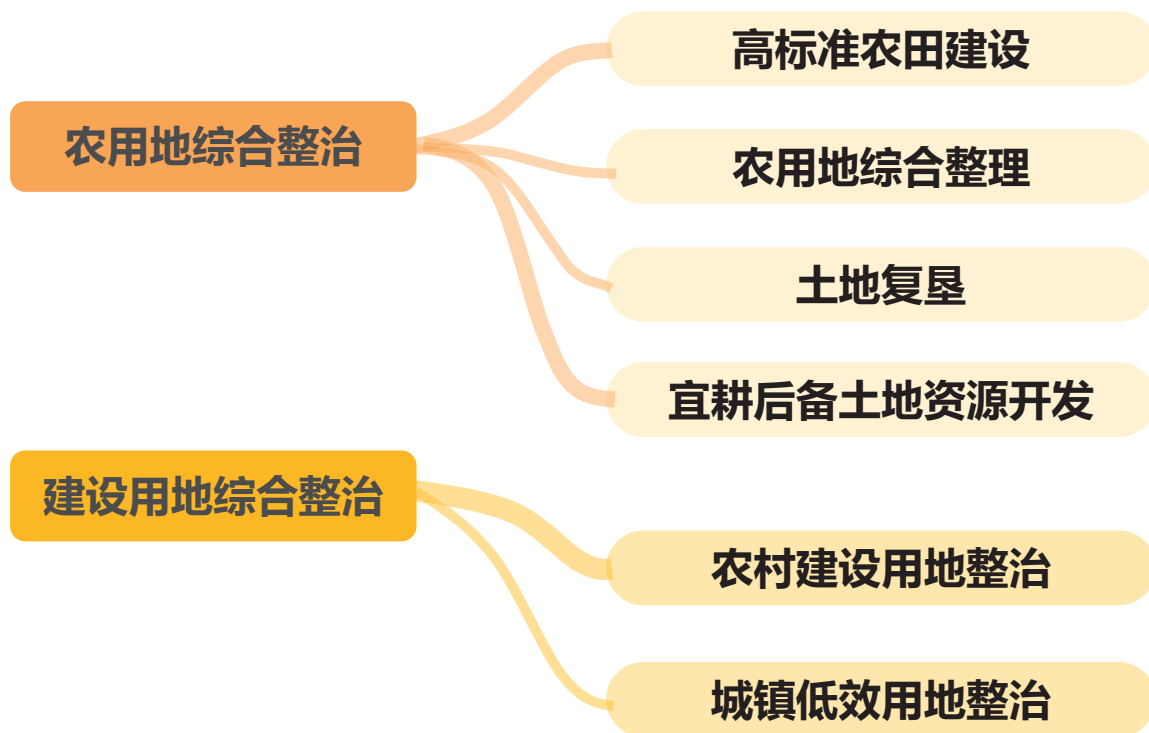 农用地综合整治
高标准农田建设
农用地综合整理
土地复垦
宜耕后备土地资源开发
建设用地综合整治
农村建设用地整治
城镇低效用地整治